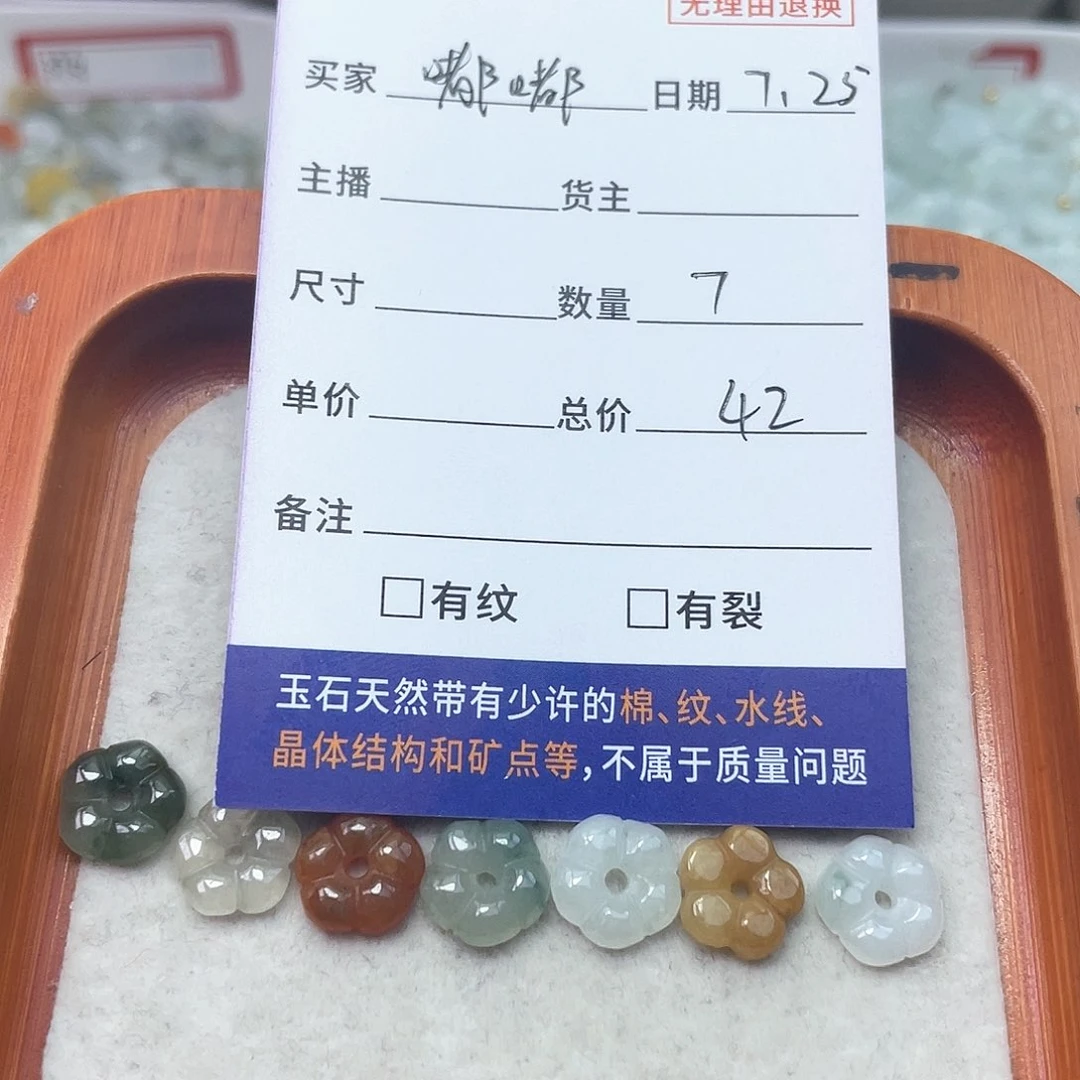 无理由退换
买家 嘟嘟 日期 7.25
主播 货主
尺寸 数量 7
单价 总价 42
备注
□有纹 □有裂
玉石天然带有少许的棉、纹、水线、
晶体结构和矿点等,不属于质量问题